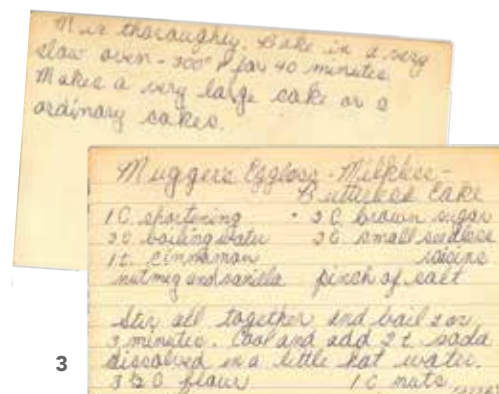 Mix thoroughly. Bake in a very
slow oven - 300° F for 40 minutes.
Makes a very large cake or 2
ordinary cakes.
Mugger's Eggless - Milkless -
Butterless Cake
1 C. shortening 2 C. brown sugar
2 C. boiling water 2 C. small seedless
1 t. cinnamon raisins
nutmeg and vanilla pinch of salt
Stir all together and boil 2 or
3 minutes. Cool and add 2 t. soda
dissolved in a little hot water.
3 1/2 C flour 1 C nuts
3